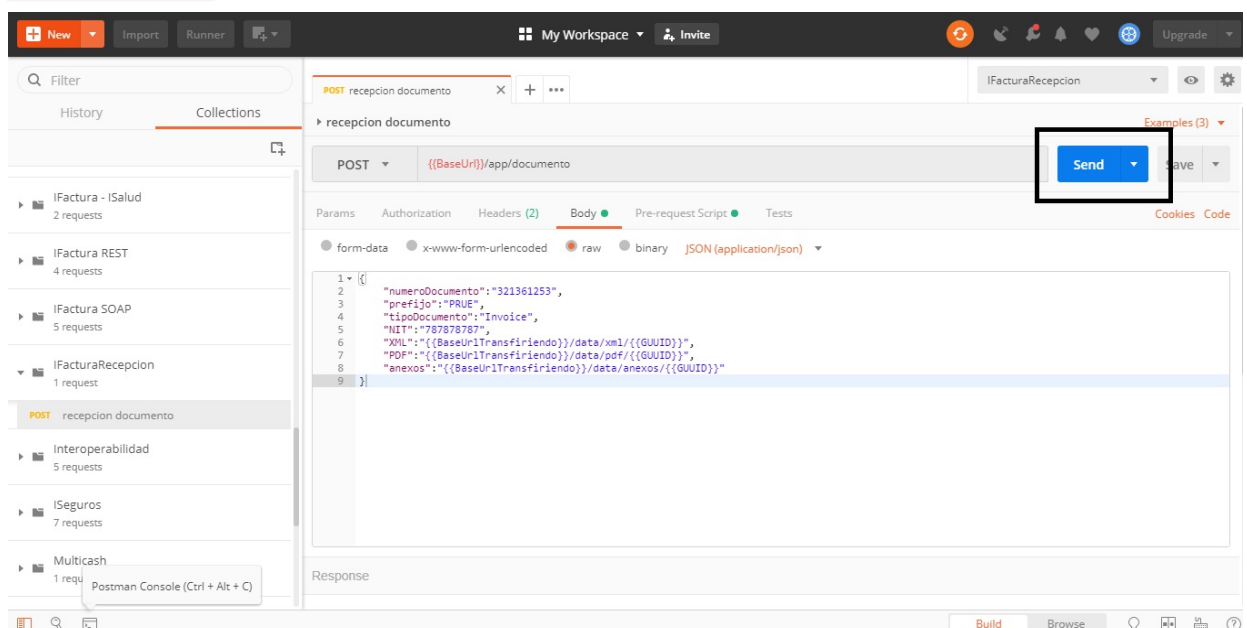 New
Import
Runner
My Workspace
Invite
Upgrade
Filter
History
Collections
IFactura - ISalud
2 requests
IFactura REST
4 requests
IFactura SOAP
5 requests
IFacturaRecepcion
1 request
POST recepcion documento
Interoperabilidad
5 requests
ISeguros
7 requests
Multicash
1 requ
Postman Console (Ctrl + Alt + C)
POST recepcion documento
IFacturaRecepcion
recepcion documento
Examples (3)
POST
{{BaseUrl}}/app/documento
Send
Save
Params Authorization Headers (2) Body Pre-request Script Tests
Cookies Code
form-data x-www-form-urlencoded raw binary JSON (application/json)
1 {
2 "numeroDocumento":"321361253",
3 "prefijo":"PRUE",
4 "tipoDocumento":"Invoice",
5 "NIT":"787878787",
6 "XML":"{{BaseUrlTransfiriendo}}/data/xml/{{GUUID}}",
7 "PDF":"{{BaseUrlTransfiriendo}}/data/pdf/{{GUUID}}",
8 "anexos":"{{BaseUrlTransfiriendo}}/data/anexos/{{GUUID}}"
9 }
Response
Build
Browse